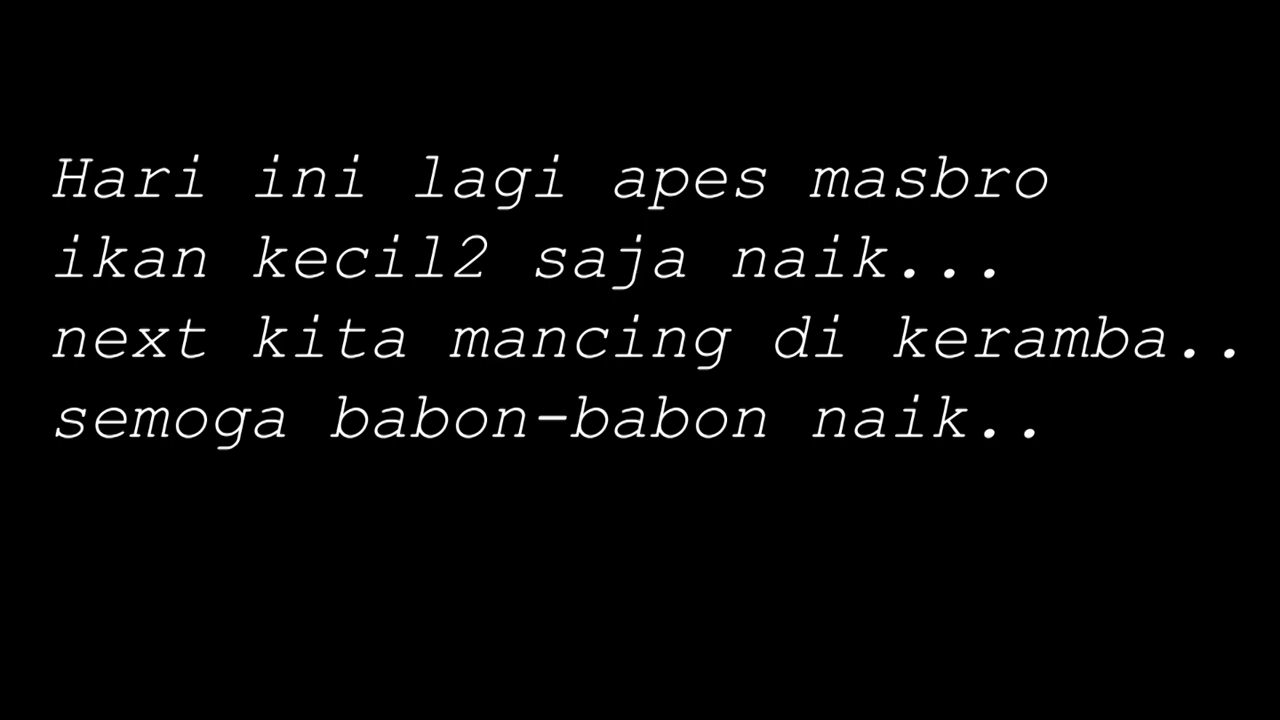 Hari ini lagi apes masbro
ikan kecil2 saja naik...
next kita mancing di keramba..
semoga babon-babon naik..